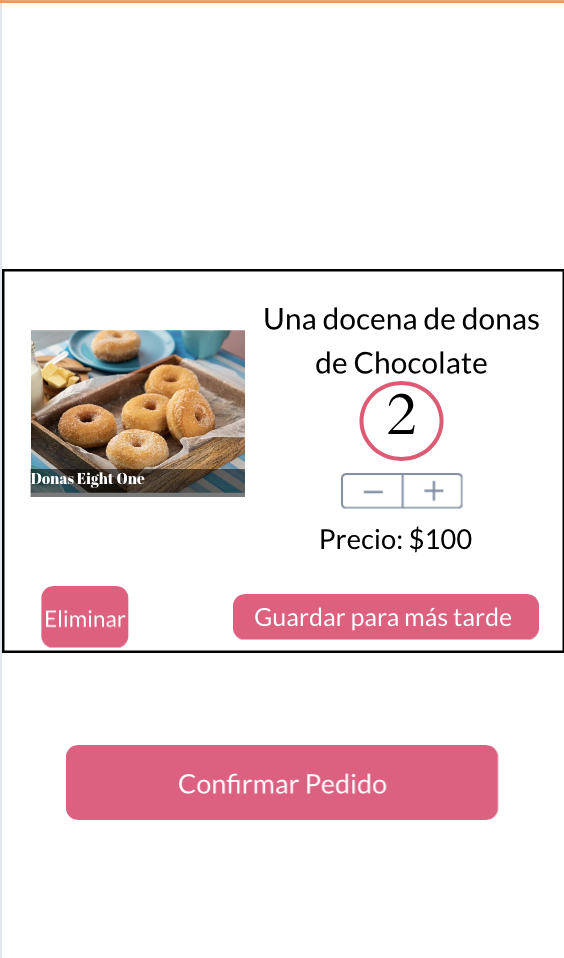 Una docena de donas
de Chocolate
2
Donas Eight One
− +
Precio: $100
Eliminar
Guardar para más tarde
Confirmar Pedido